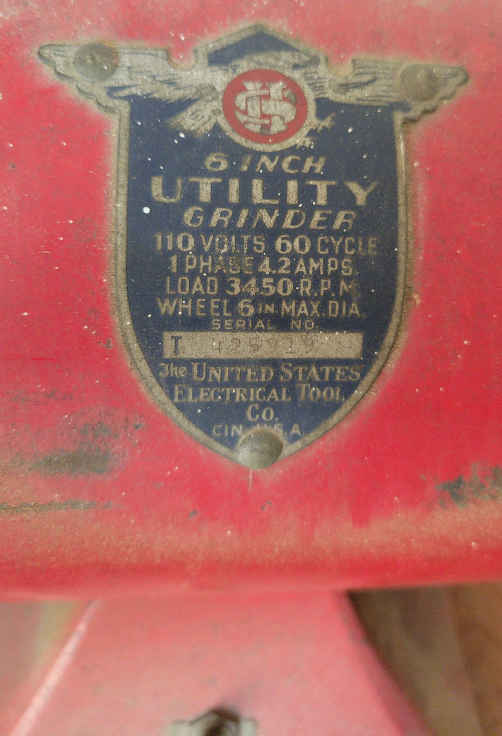 6 INCH
UTILITY
GRINDER
110 VOLTS 60 CYCLE
1 PHASE 4.2 AMPS.
LOAD 3450 R.P.M.
WHEEL 6 IN. MAX. DIA.
SERIAL NO.
T
The UNITED STATES
ELECTRICAL TOOL
Co.
CIN. U.S.A.